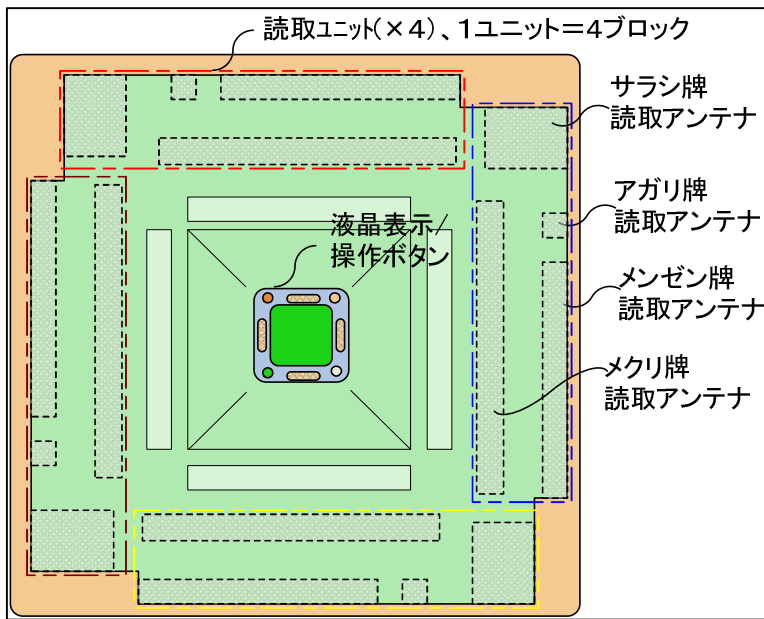 読取ユニット(×4)、1ユニット=4ブロック
サラシ牌
読取アンテナ
アガリ牌
読取アンテナ
液晶表示/
操作ボタン
メンゼン牌
読取アンテナ
メクリ牌
読取アンテナ